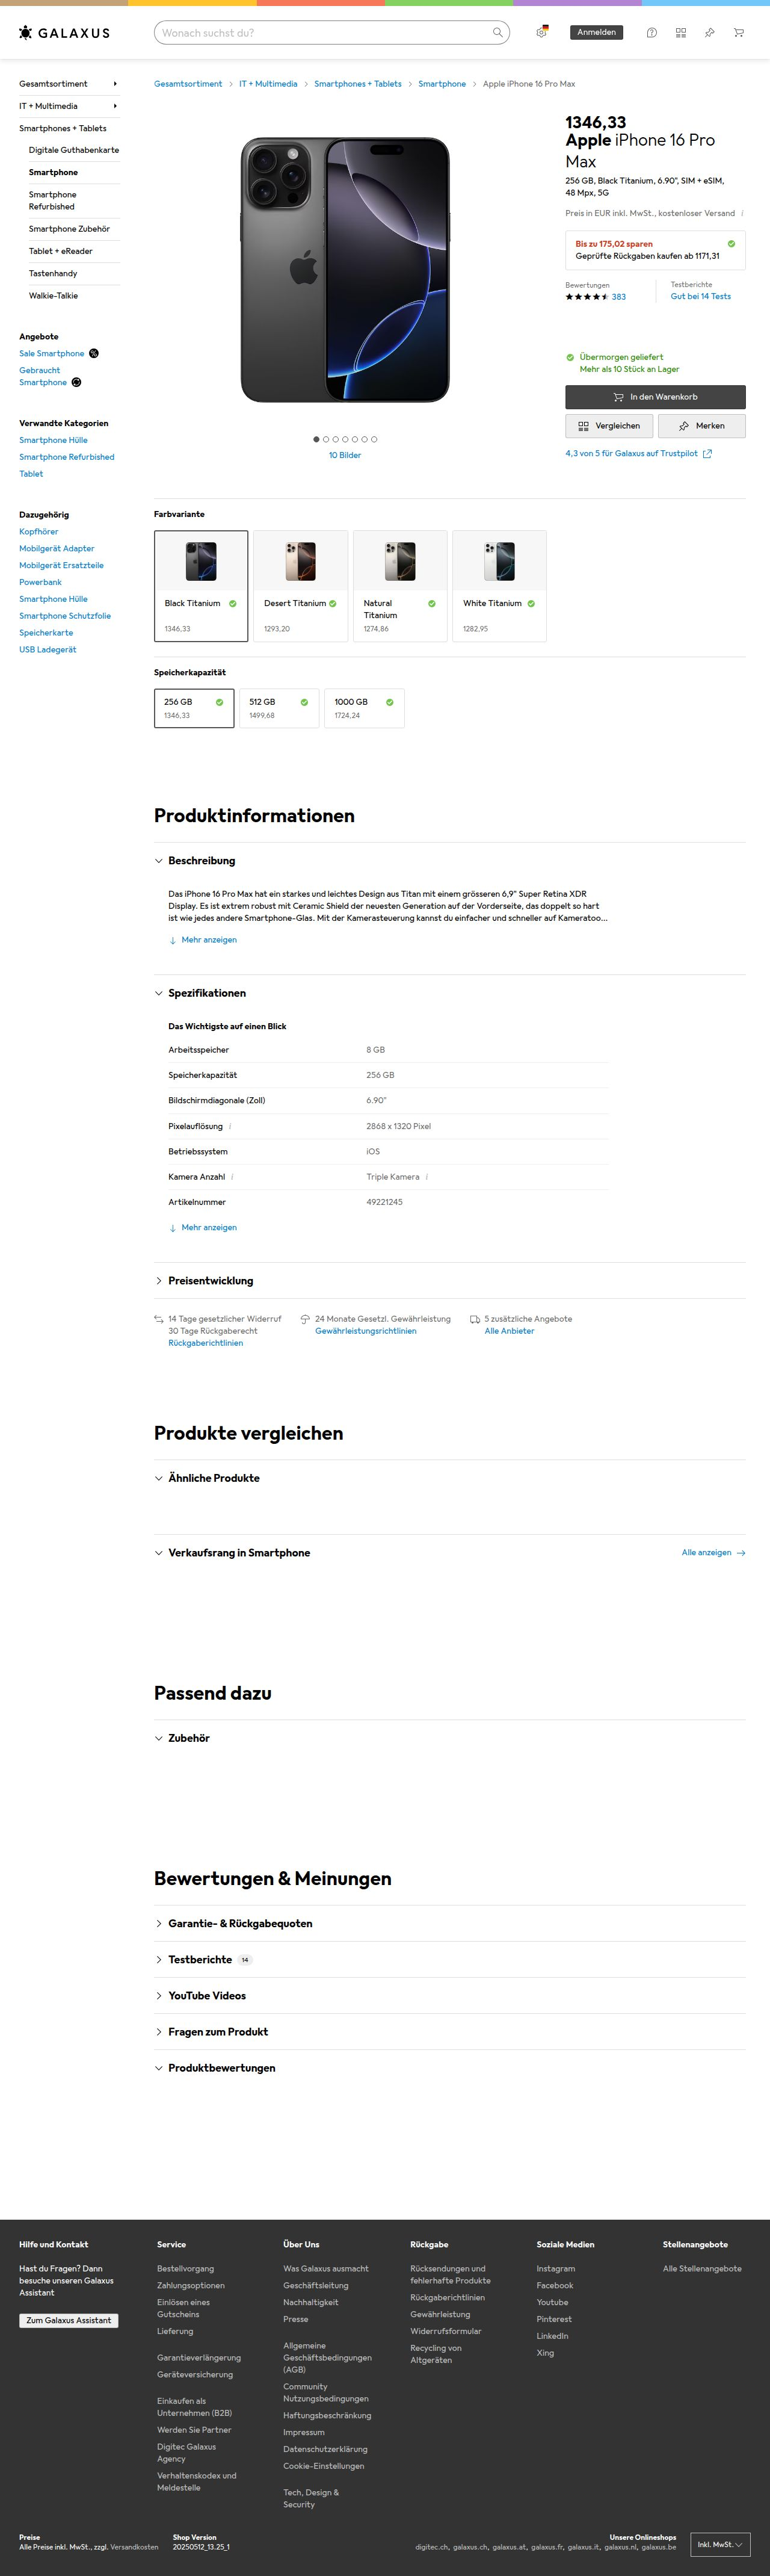 GALAXUS
Wonach suchst du?
Anmelden
Gesamtsortiment
IT + Multimedia
Smartphones + Tablets
Digitale Guthabenkarte
Smartphone
Smartphone
Refurbished
Smartphone Zubehör
Tablet + eReader
Tastenhandy
Walkie-Talkie
Angebote
Sale Smartphone
Gebraucht
Smartphone
Verwandte Kategorien
Smartphone Hülle
Smartphone Refurbished
Tablet
Dazugehörig
Kopfhörer
Mobilgerät Adapter
Mobilgerät Ersatzteile
Powerbank
Smartphone Hülle
Smartphone Schutzfolie
Speicherkarte
USB Ladegerät
Gesamtsortiment > IT + Multimedia > Smartphones + Tablets > Smartphone > Apple iPhone 16 Pro Max
10 Bilder
1346,33
Apple iPhone 16 Pro
Max
256 GB, Black Titanium, 6.90", SIM + eSIM,
48 Mpx, 5G
Preis in EUR inkl. MwSt., kostenloser Versand i
Bis zu 175,02 sparen
Geprüfte Rückgaben kaufen ab 1171,31
Bewertungen
383
Testberichte
Gut bei 14 Tests
Übermorgen geliefert
Mehr als 10 Stück an Lager
In den Warenkorb
Vergleichen
Merken
4,3 von 5 für Galaxus auf Trustpilot
Farbvariante
Black Titanium
1346,33
Desert Titanium
1293,20
Natural
Titanium
1274,86
White Titanium
1282,95
Speicherkapazität
256 GB
1346,33
512 GB
1499,68
1000 GB
1724,24
Produktinformationen
Beschreibung
Das iPhone 16 Pro Max hat ein starkes und leichtes Design aus Titan mit einem grösseren 6,9" Super Retina XDR
Display. Es ist extrem robust mit Ceramic Shield der neuesten Generation auf der Vorderseite, das doppelt so hart
ist wie jedes andere Smartphone-Glas. Mit der Kamerasteuerung kannst du einfacher und schneller auf Kameratoo...
Mehr anzeigen
Spezifikationen
Das Wichtigste auf einen Blick
Arbeitsspeicher 8 GB
Speicherkapazität 256 GB
Bildschirmdiagonale (Zoll) 6.90"
Pixelauflösung i 2868 x 1320 Pixel
Betriebssystem iOS
Kamera Anzahl i Triple Kamera i
Artikelnummer 49221245
Mehr anzeigen
Preisentwicklung
14 Tage gesetzlicher Widerruf
30 Tage Rückgaberecht
Rückgaberichtlinien
24 Monate Gesetzl. Gewährleistung
Gewährleistungsrichtlinien
5 zusätzliche Angebote
Alle Anbieter
Produkte vergleichen
Ähnliche Produkte
Verkaufsrang in Smartphone
Alle anzeigen
Passend dazu
Zubehör
Bewertungen & Meinungen
Garantie- & Rückgabequoten
Testberichte 14
YouTube Videos
Fragen zum Produkt
Produktbewertungen
Hilfe und Kontakt
Hast du Fragen? Dann
besuche unseren Galaxus
Assistant
Zum Galaxus Assistant
Service
Bestellvorgang
Zahlungsoptionen
Einlösen eines
Gutscheins
Lieferung
Garantieverlängerung
Geräteversicherung
Einkaufen als
Unternehmen (B2B)
Werden Sie Partner
Digitec Galaxus
Agency
Verhaltenskodex und
Meldestelle
Über Uns
Was Galaxus ausmacht
Geschäftsleitung
Nachhaltigkeit
Presse
Allgemeine
Geschäftsbedingungen
(AGB)
Community
Nutzungsbedingungen
Haftungsbeschränkung
Impressum
Datenschutzerklärung
Cookie-Einstellungen
Tech, Design &
Security
Rückgabe
Rücksendungen und
fehlerhafte Produkte
Rückgaberichtlinien
Gewährleistung
Widerrufsformular
Recycling von
Altgeräten
Soziale Medien
Instagram
Facebook
Youtube
Pinterest
LinkedIn
Xing
Stellenangebote
Alle Stellenangebote
Preise
Alle Preise inkl. MwSt., zzgl. Versandkosten
Shop Version
20250512_13.25_1
Unsere Onlineshops
digitec.ch, galaxus.ch, galaxus.at, galaxus.fr, galaxus.it, galaxus.nl, galaxus.be
Inkl. MwSt.